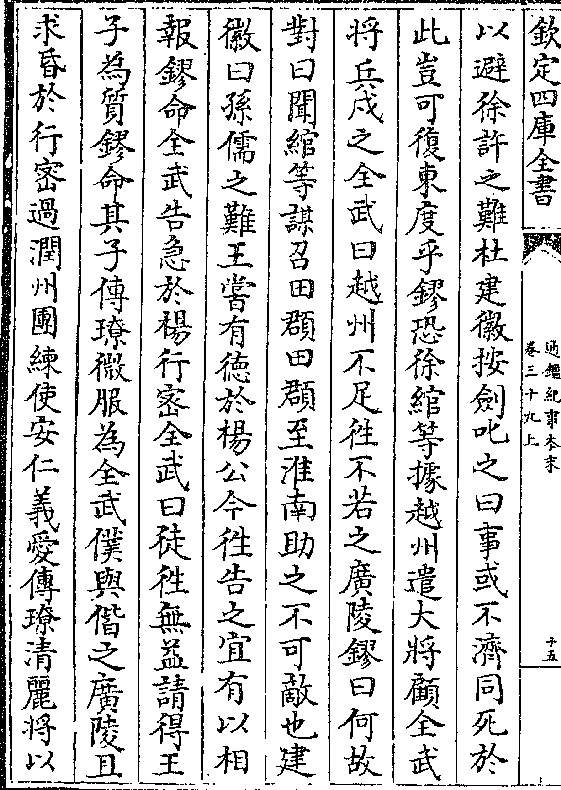 欽定四庫全書
通鑑紀事本末
卷三十九上
十五
以避徐許之難杜建徽按劍叱之曰事或不濟同死於
此豈可復東度乎鏐恐徐綰等據越州遣大將顧全武
將兵戍之全武曰越州不足徃不若之廣陵鏐曰何故
對曰聞綰等謀召田頵田頵至淮南助之不可敵也建
徽曰孫儒之難王嘗有德於楊公今徃告之宜有以相
報鏐命全武告急於楊行密全武曰徒徃無益請得王
子為質鏐命其子傳璙微服為全武僕與偕之廣陵且
求昏於行密過潤州團練使安仁義愛傳璙清麗將以